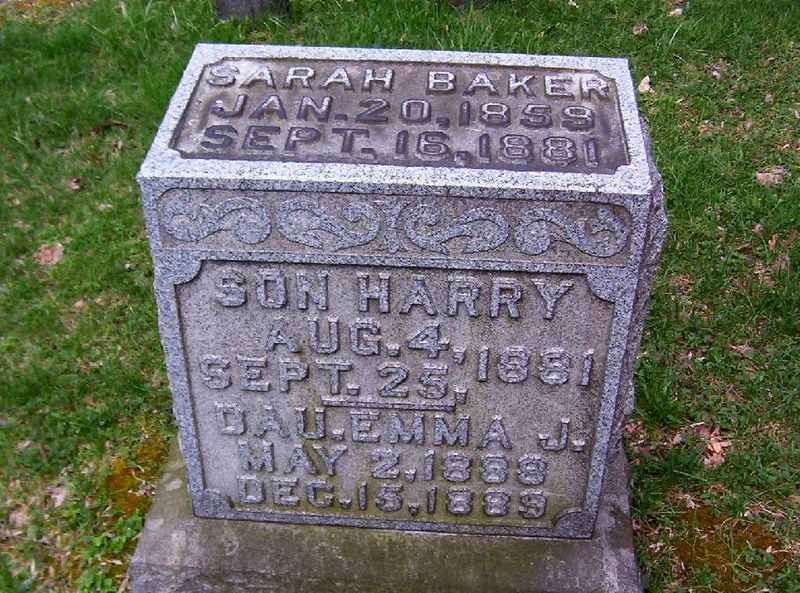 SARAH BAKER
JAN. 20, 1859
SEPT. 16, 1881
SON HARRY
AUG. 4,
SEPT. 25, 1881
DAU. EMMA J.
MAY 2, 1888
DEC. 15, 1889